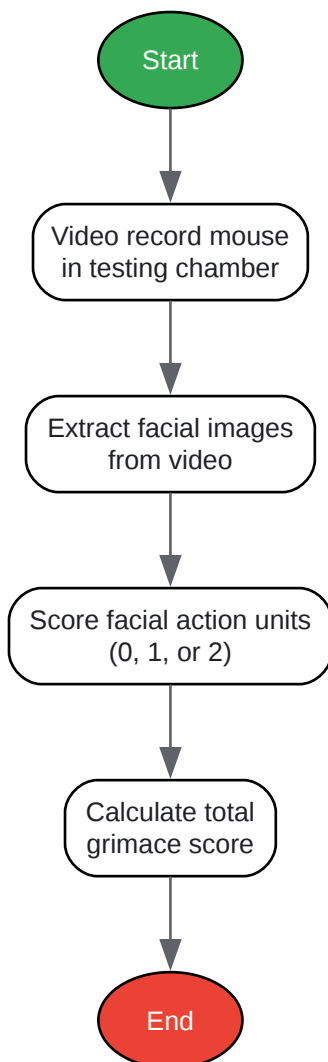 Start
Video record mouse
in testing chamber
Extract facial images
from video
Score facial action units
(0, 1, or 2)
Calculate total
grimace score
End